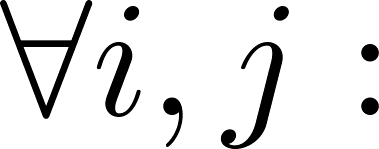 ∀i, j :